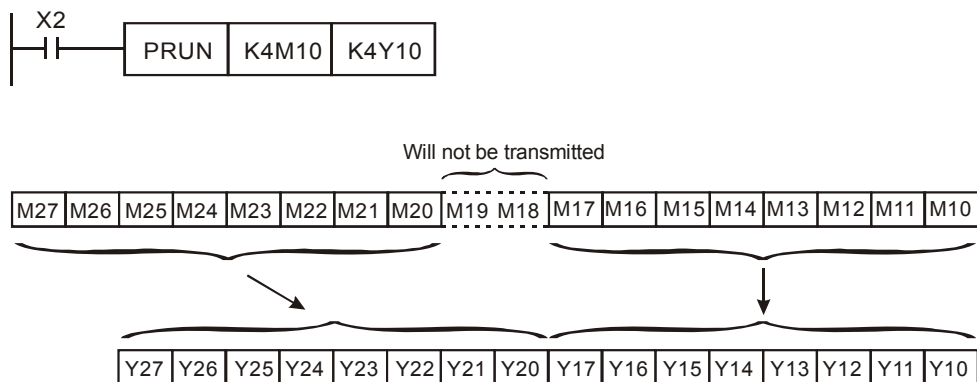 X2
PRUN K4M10 K4Y10
Will not be transmitted
M27 M26 M25 M24 M23 M22 M21 M20 M19 M18 M17 M16 M15 M14 M13 M12 M11 M10
Y27 Y26 Y25 Y24 Y23 Y22 Y21 Y20 Y17 Y16 Y15 Y14 Y13 Y12 Y11 Y10